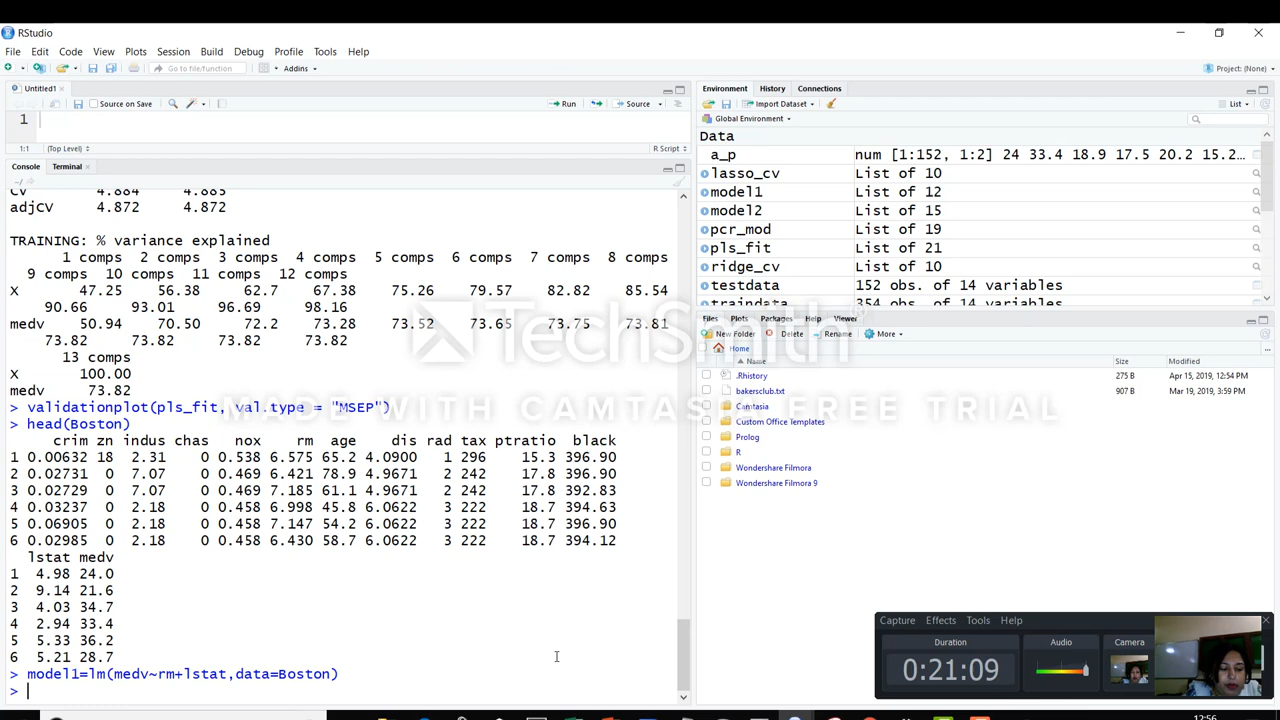 RStudio
File Edit Code View Plots Session Build Debug Profile Tools Help
Go to file/function Addins Project: (None)
Untitled1
Source on Save Run Source
1
1:1 (Top Level) R Script
Console Terminal
~/
CV 4.884 4.885
adjCV 4.872 4.872
TRAINING: % variance explained
1 comps 2 comps 3 comps 4 comps 5 comps 6 comps 7 comps 8 comps
9 comps 10 comps 11 comps 12 comps
X 47.25 56.38 62.7 67.38 75.26 79.57 82.82 85.54
90.66 93.01 96.69 98.16
medv 50.94 70.50 72.2 73.28 73.52 73.65 73.75 73.81
73.82 73.82 73.82 73.82
13 comps
X 100.00
medv 73.82
> validationplot(pls_fit, val.type = "MSEP")
> head(Boston)
crim zn indus chas nox rm age dis rad tax ptratio black
1 0.00632 18 2.31 0 0.538 6.575 65.2 4.0900 1 296 15.3 396.90
2 0.02731 0 7.07 0 0.469 6.421 78.9 4.9671 2 242 17.8 396.90
3 0.02729 0 7.07 0 0.469 7.185 61.1 4.9671 2 242 17.8 392.83
4 0.03237 0 2.18 0 0.458 6.998 45.8 6.0622 3 222 18.7 394.63
5 0.06905 0 2.18 0 0.458 7.147 54.2 6.0622 3 222 18.7 396.90
6 0.02985 0 2.18 0 0.458 6.430 58.7 6.0622 3 222 18.7 394.12
lstat medv
1 4.98 24.0
2 9.14 21.6
3 4.03 34.7
4 2.94 33.4
5 5.33 36.2
6 5.21 28.7
> model1=lm(medv~rm+lstat,data=Boston)
>
Environment History Connections
Import Dataset List
Global Environment
Data
a_p num [1:152, 1:2] 24 33.4 18.9 17.5 20.2 15.2...
lasso_cv List of 10
model1 List of 12
model2 List of 15
pcr_mod List of 19
pls_fit List of 21
ridge_cv List of 10
testdata 152 obs. of 14 variables
traindata 354 obs. of 14 variables
Files Plots Packages Help Viewer
New Folder Delete Rename More
Home ...
Name Size Modified
.Rhistory 275 B Apr 15, 2019, 12:54 PM
bakersclub.txt 907 B Mar 19, 2019, 3:59 PM
Camtasia
Custom Office Templates
Prolog
R
Wondershare Filmora
Wondershare Filmora 9
TechSmith®
MADE WITH CAMTASIA FREE TRIAL
Capture Effects Tools Help
Duration Audio Camera
0:21:09
12:56